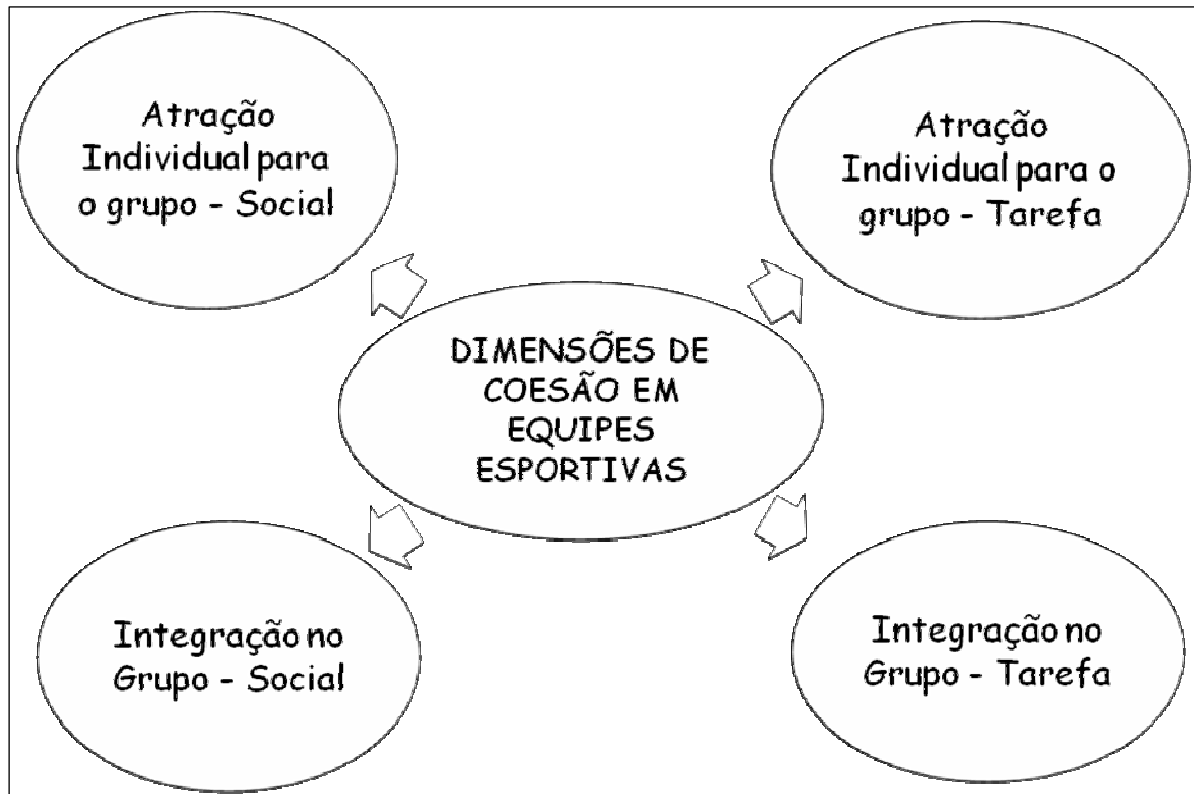 Atração
Individual para
o grupo - Social
Atração
Individual para o
grupo - Tarefa
DIMENSÕES DE
COESÃO EM
EQUIPES
ESPORTIVAS
Integração no
Grupo - Social
Integração no
Grupo - Tarefa